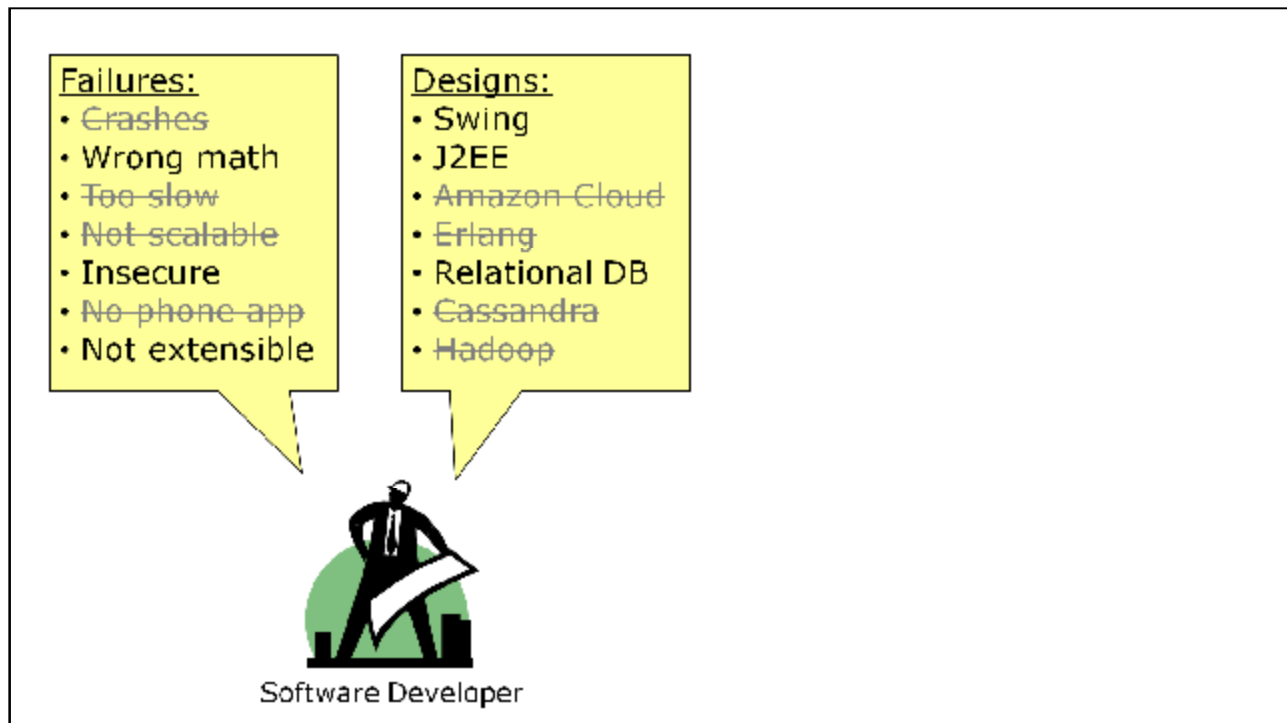 Failures:
• Crashes
• Wrong math
• Too slow
• Not scalable
• Insecure
• No phone app
• Not extensible
Designs:
• Swing
• J2EE
• Amazon Cloud
• Erlang
• Relational DB
• Cassandra
• Hadoop
Software Developer